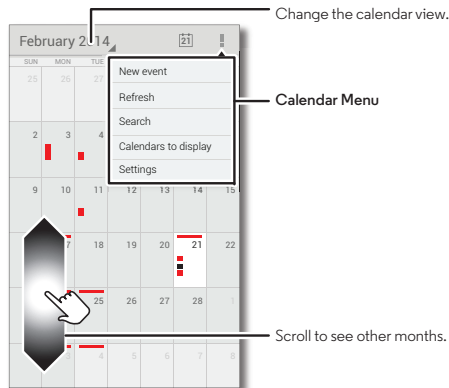 Change the calendar view.
February 2014
21
SUN MON TUE
New event
Refresh
Search
Calendars to display
Settings
Calendar Menu
25 26 27
2 3 4
9 10 11 12 13 14 15
18 19 20 21 22
25 26 27 28 1
4 5 6 7 8
Scroll to see other months.